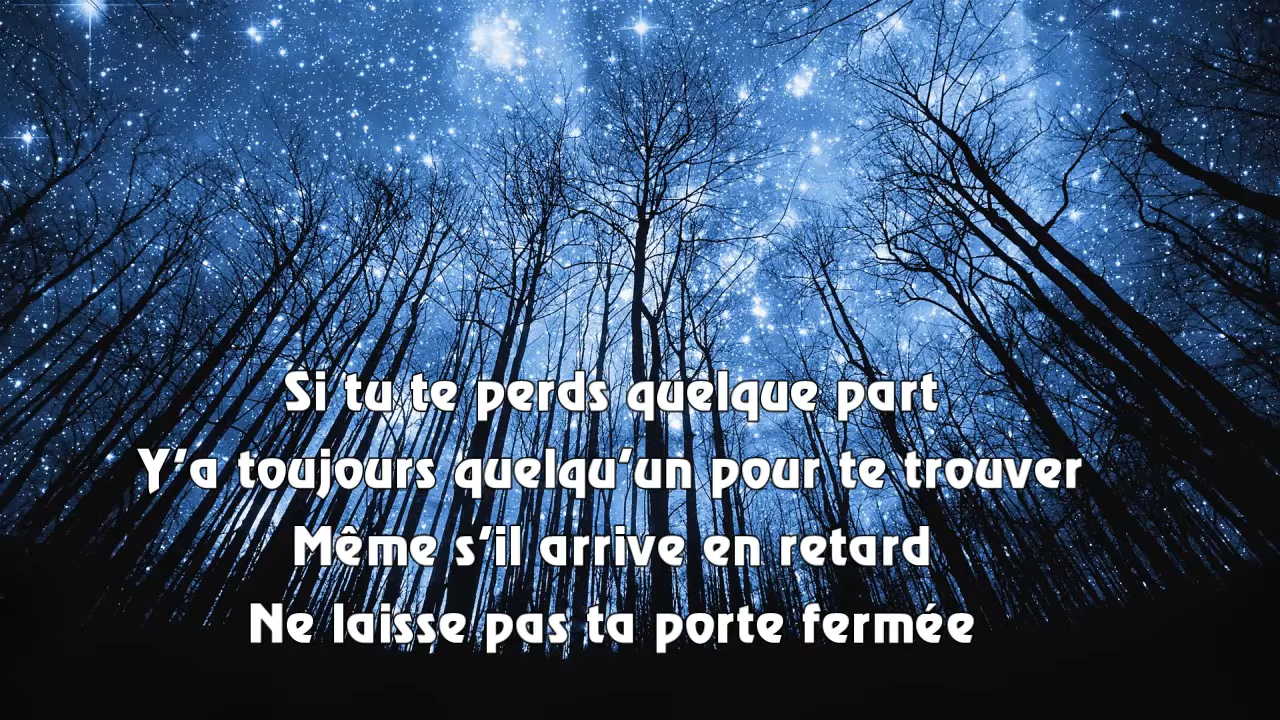 Si tu te perds quelque part
Y'a toujours quelqu'un pour te trouver
Même s'il arrive en retard
Ne laisse pas ta porte fermée